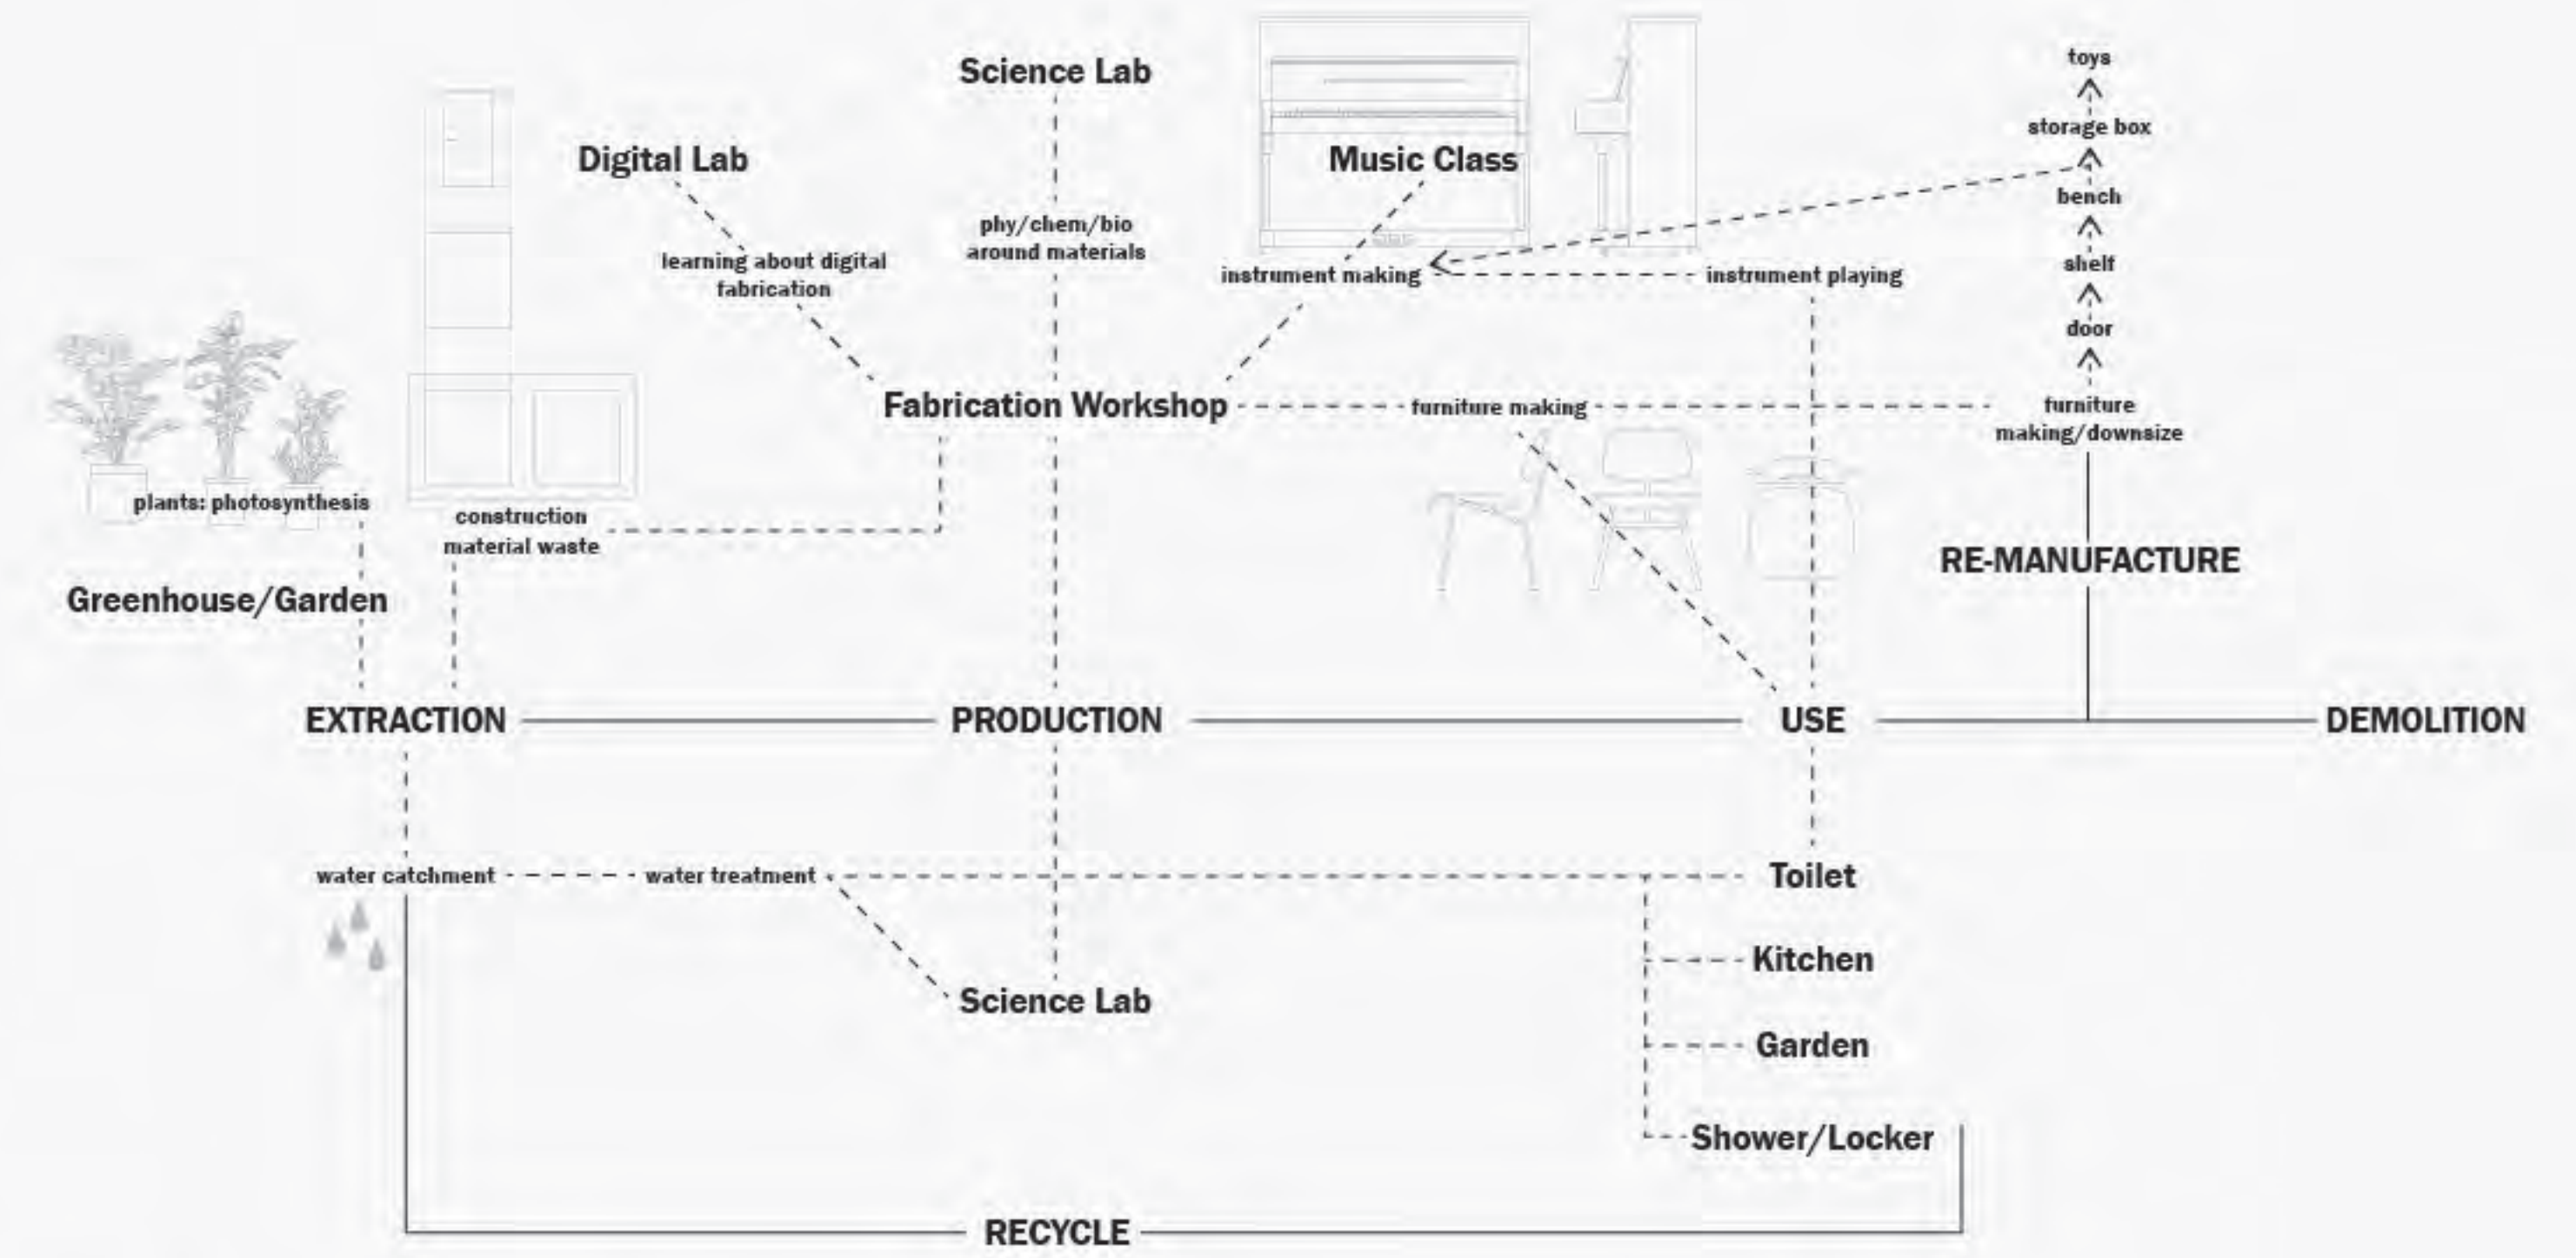 toys
Science Lab
storage box
Digital Lab
Music Class
bench
phy/chem/bio
around materials
learning about digital
fabrication
instrument making
instrument playing
shelf
door
Fabrication Workshop
furniture making
furniture
making/downsize
plants: photosynthesis
construction
material waste
RE-MANUFACTURE
Greenhouse/Garden
EXTRACTION
PRODUCTION
USE
DEMOLITION
water catchment
water treatment
Toilet
Kitchen
Science Lab
Garden
Shower/Locker
RECYCLE